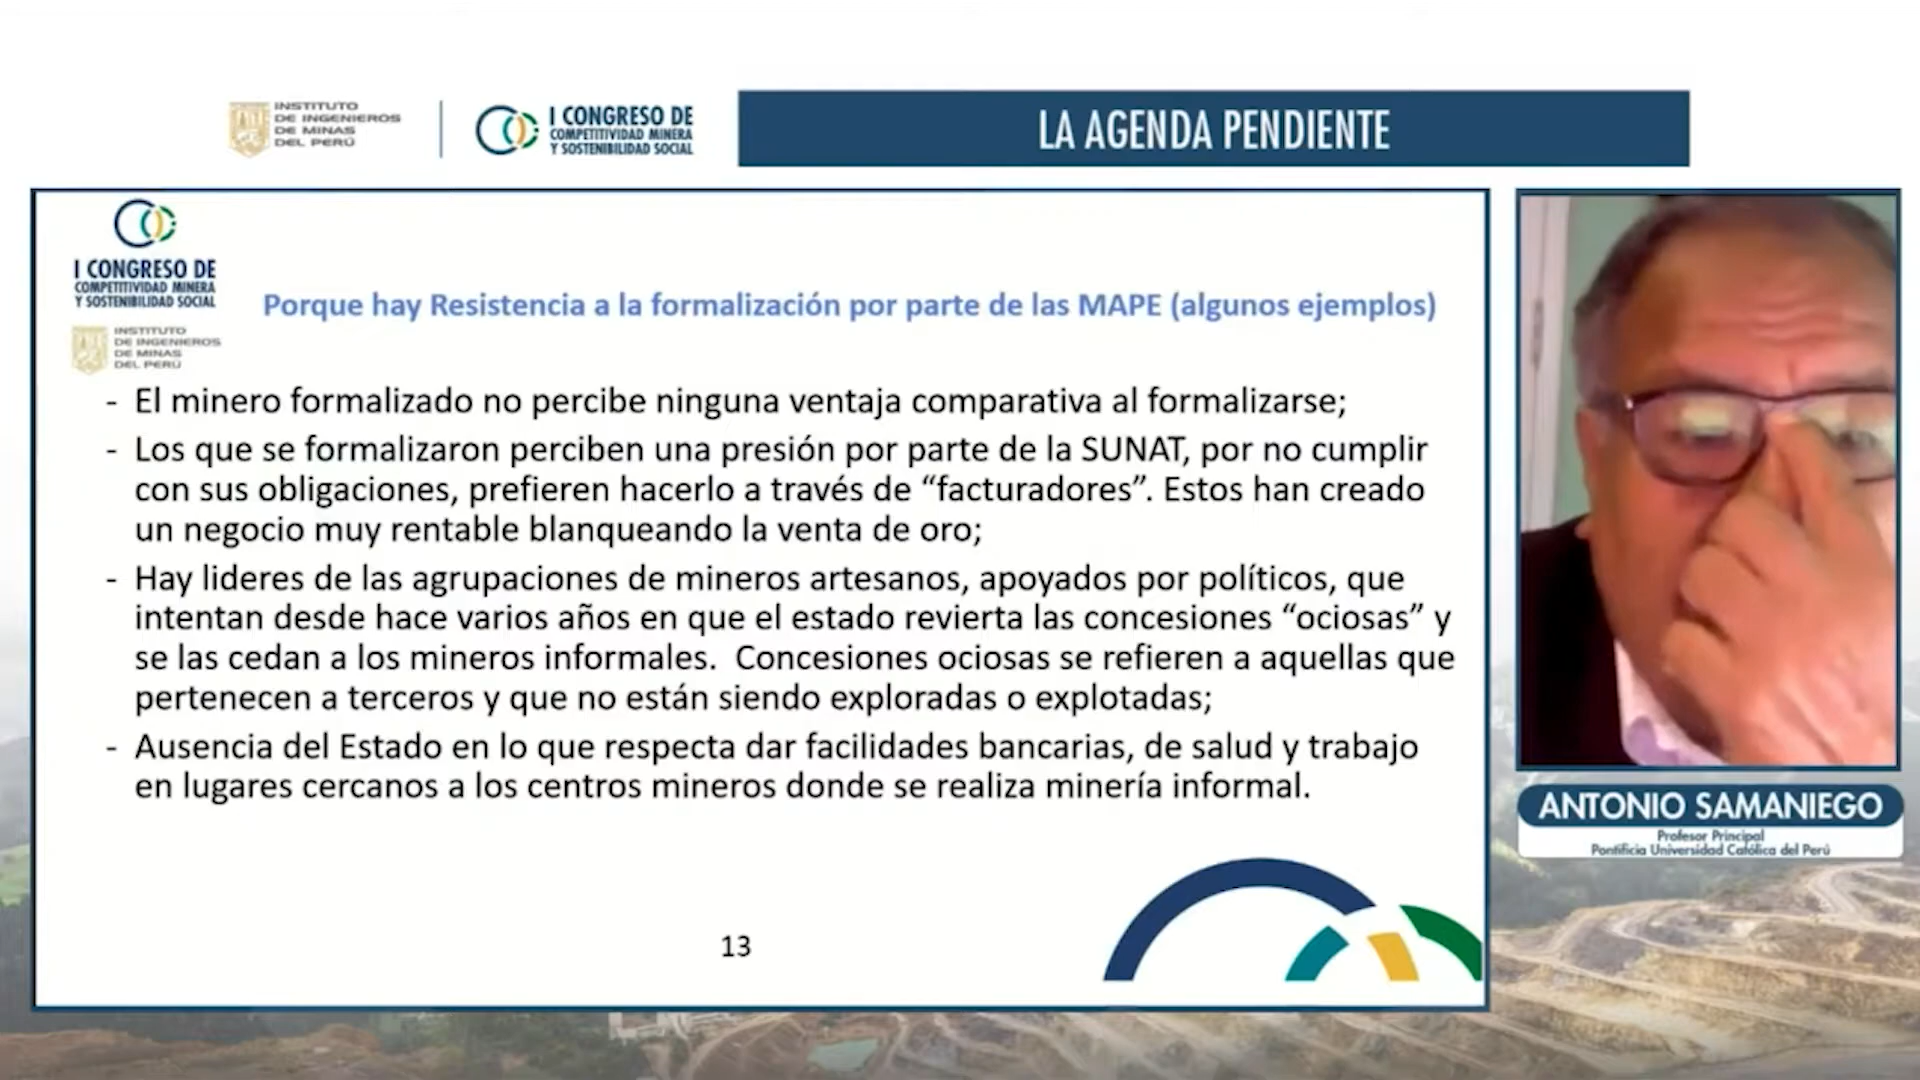 INSTITUTO
DE INGENIEROS
DE MINAS
DEL PERÚ
I CONGRESO DE
COMPETITIVIDAD MINERA
Y SOSTENIBILIDAD SOCIAL
LA AGENDA PENDIENTE
I CONGRESO DE
COMPETITIVIDAD MINERA
Y SOSTENIBILIDAD SOCIAL
INSTITUTO
DE INGENIEROS
DE MINAS
DEL PERÚ
Porque hay Resistencia a la formalización por parte de las MAPE (algunos ejemplos)
- El minero formalizado no percibe ninguna ventaja comparativa al formalizarse;
- Los que se formalizaron perciben una presión por parte de la SUNAT, por no cumplir
con sus obligaciones, prefieren hacerlo a través de “facturadores”. Estos han creado
un negocio muy rentable blanqueando la venta de oro;
- Hay lideres de las agrupaciones de mineros artesanos, apoyados por políticos, que
intentan desde hace varios años en que el estado revierta las concesiones “ociosas” y
se las cedan a los mineros informales. Concesiones ociosas se refieren a aquellas que
pertenecen a terceros y que no están siendo exploradas o explotadas;
- Ausencia del Estado en lo que respecta dar facilidades bancarias, de salud y trabajo
en lugares cercanos a los centros mineros donde se realiza minería informal.
13
ANTONIO SAMANIEGO
Profesor Principal
Pontificia Universidad Católica del Perú